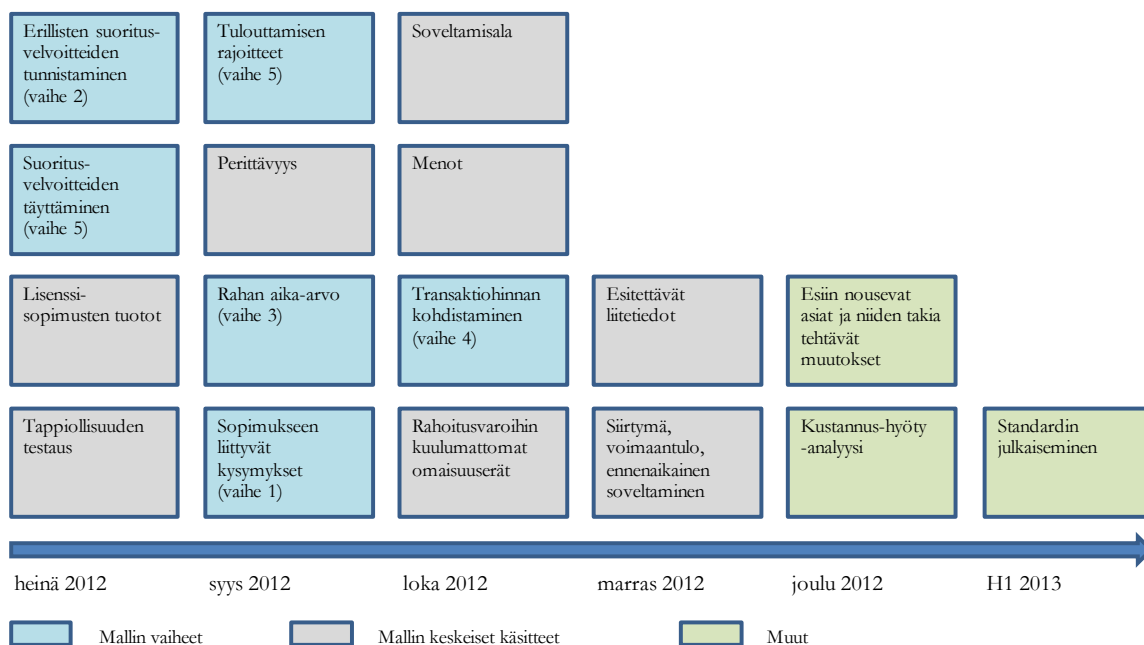 Erillisten suoritus-
velvoitteiden
tunnistaminen
(vaihe 2)
Tulouttamisen
rajoitteet
(vaihe 5)
Soveltamisala
Suoritus-
velvoitteiden
täyttäminen
(vaihe 5)
Perittävyys
Menot
Lisenssi-
sopimusten tuotot
Rahan aika-arvo
(vaihe 3)
Transaktiohinnan
kohdistaminen
(vaihe 4)
Esitettävät
liitetiedot
Esiin nousevat
asiat ja niiden takia
tehtävät
muutokset
Tappiollisuuden
testaus
Sopimukseen
liittyvät
kysymykset
(vaihe 1)
Rahoitusvaroihin
kuulumattomat
omaisuuserät
Siirtymä,
voimaantulo,
ennenaikainen
soveltaminen
Kustannus-hyöty
-analyysi
Standardin
julkaiseminen
heinä 2012
syys 2012
loka 2012
marras 2012
joulu 2012
H1 2013
Mallin vaiheet
Mallin keskeiset käsitteet
Muut